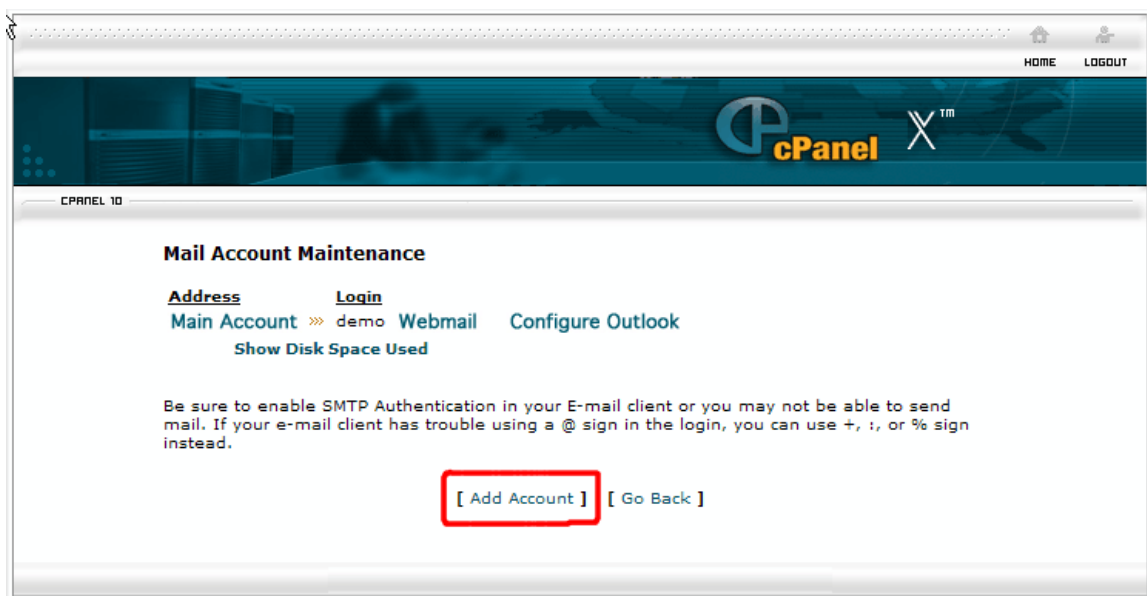 HOME LOGOUT
cPanel X™
CPANEL 10
Mail Account Maintenance
Address Login
Main Account »» demo Webmail Configure Outlook
Show Disk Space Used
Be sure to enable SMTP Authentication in your E-mail client or you may not be able to send
mail. If your e-mail client has trouble using a @ sign in the login, you can use +, :, or % sign
instead.
[ Add Account ] [ Go Back ]